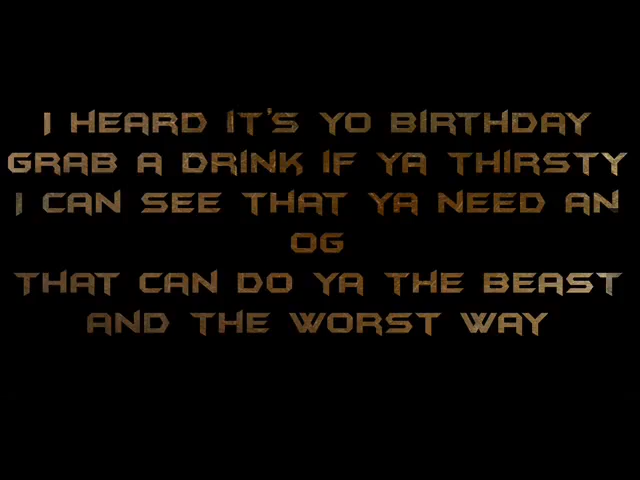 I HEARD IT'S YO BIRTHDAY
GRAB A DRINK IF YA THIRSTY
I CAN SEE THAT YA NEED AN
OG
THAT CAN DO YA THE BEAST
AND THE WORST WAY